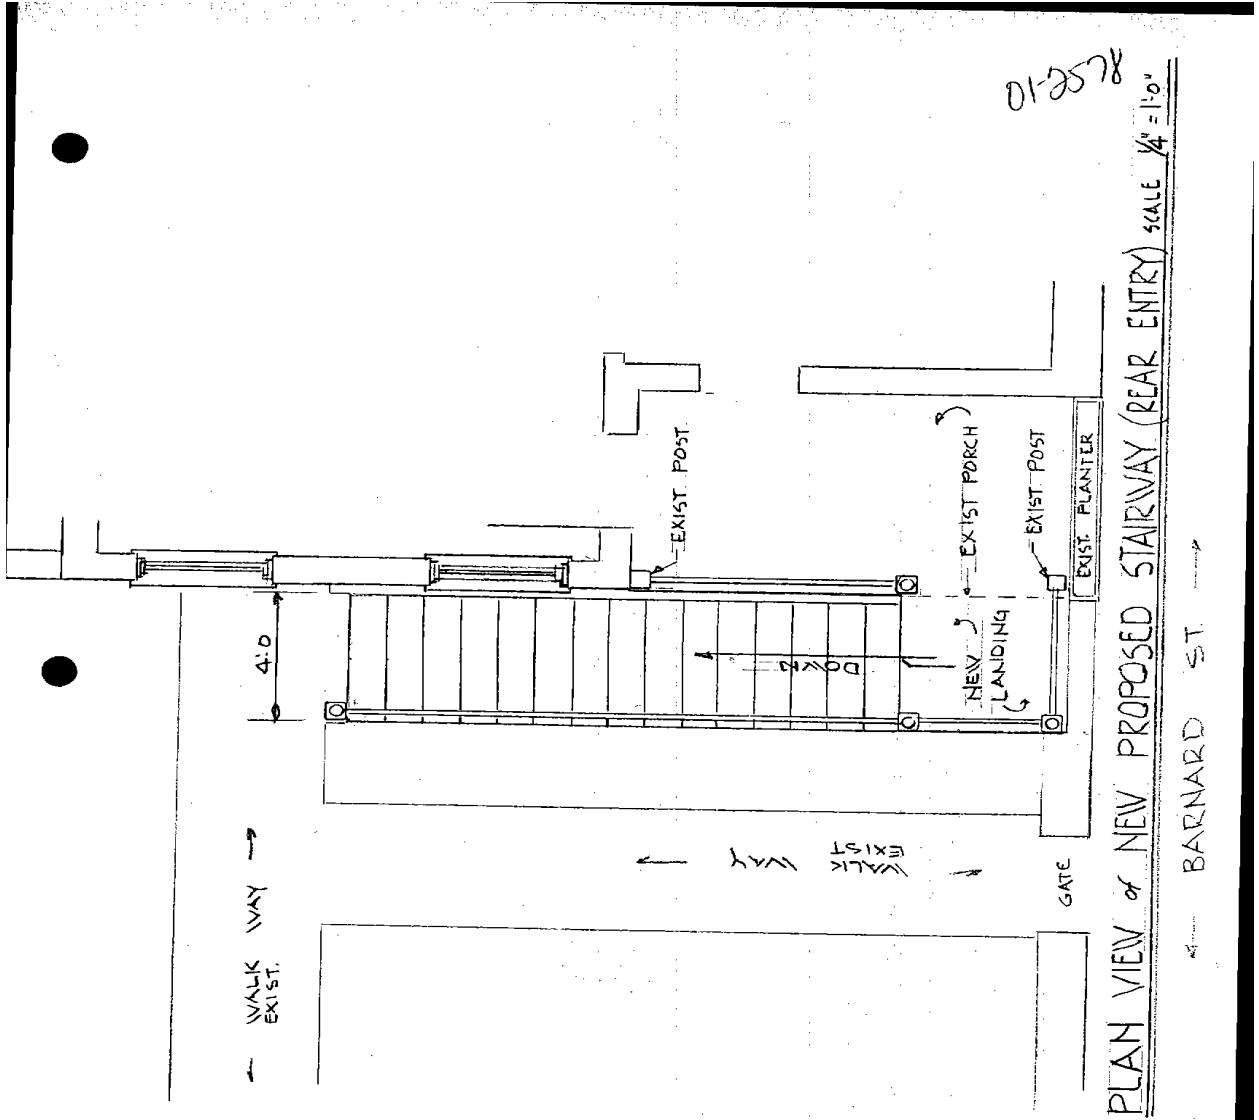 01-2578
PLAN VIEW of NEW PROPOSED STAIRWAY (REAR ENTRY) SCALE 1/4" = 1'-0"
← BARNARD ST. →
EXIST. POST
EXIST PORCH
EXIST POST
EXIST. PLANTER
NEW
LANDING
DOWN
4'-0
EXIST
WALK WAY
GATE
← WALK WAY →
EXIST.